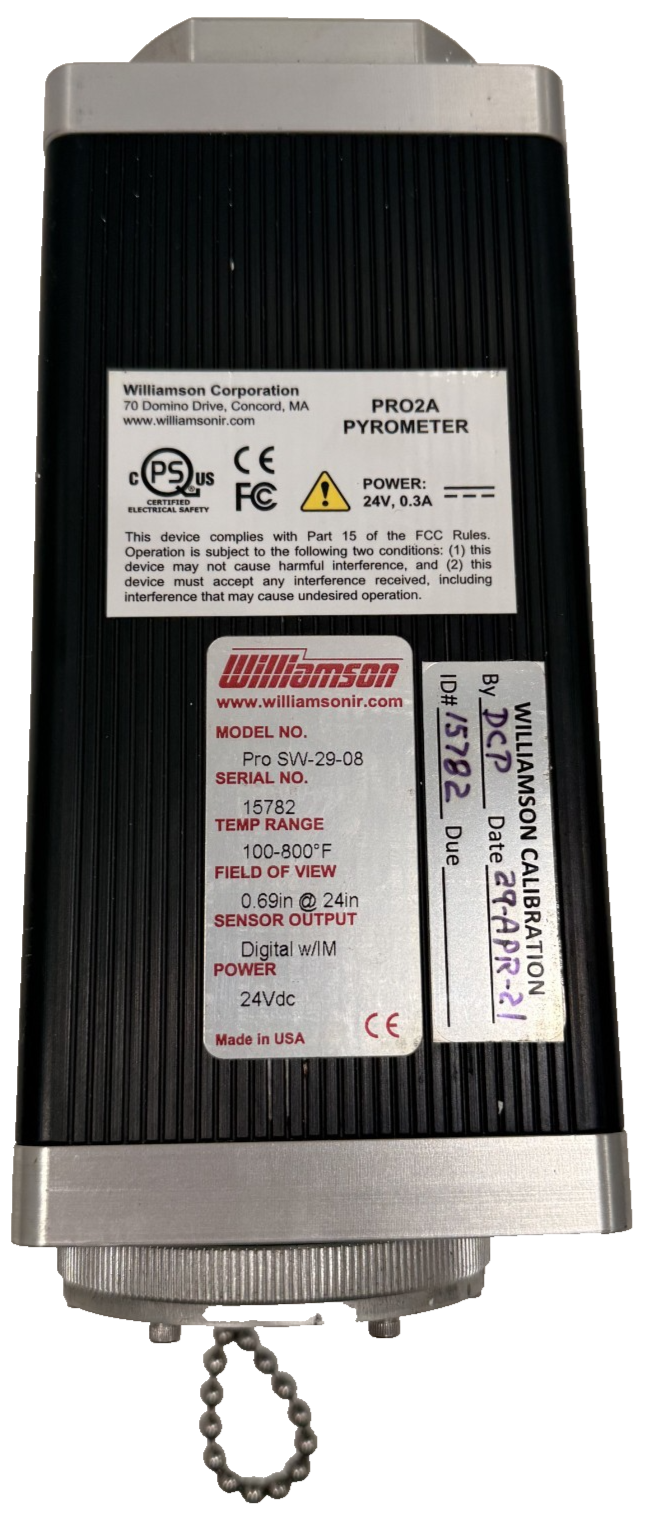 Williamson Corporation
70 Domino Drive, Concord, MA
www.williamsonir.com
PRO2A
PYROMETER
C PS US
CERTIFIED
ELECTRICAL SAFETY
CE
FC
POWER:
24V, 0.3A
This device complies with Part 15 of the FCC Rules.
Operation is subject to the following two conditions: (1) this
device may not cause harmful interference, and (2) this
device must accept any interference received, including
interference that may cause undesired operation.
Williamson
www.williamsonir.com
MODEL NO.
Pro SW-29-08
SERIAL NO.
15782
TEMP RANGE
100-800°F
FIELD OF VIEW
0.69in @ 24in
SENSOR OUTPUT
Digital w/IM
POWER
24Vdc
Made in USA
CE
WILLIAMSON CALIBRATION
By DCP Date 29-APR-21
ID# 15782 Due